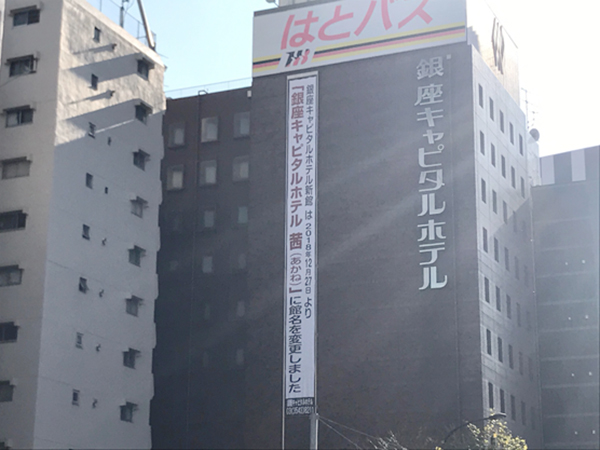 はとバス
銀座キャピタルホテル
銀座キャピタルホテル新館 は 2018年12月27日 より
『銀座キャピタルホテル 茜(あかね)』に館名を変更しました